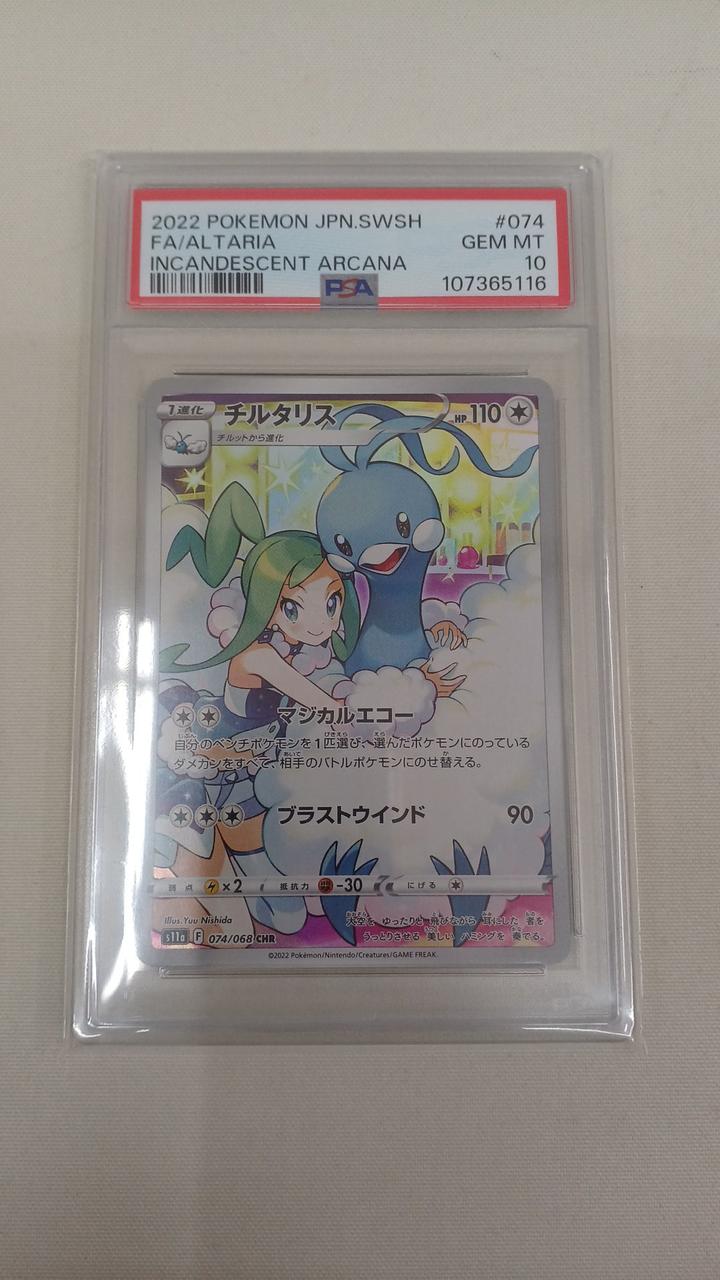 2022 POKEMON JPN.SWSH #074
FA/ALTARIA GEM MT
INCANDESCENT ARCANA 10
PSA 107365116
1進化 チルタリス HP110
チルットから進化
マジカルエコー
自分のベンチポケモンを1匹選び、選んだポケモンにのっている
ダメカンをすべて、相手のバトルポケモンにのせ替える。
ブラストウインド 90
弱点 ×2 抵抗力 -30 にげる
Illus.Yuu Nishida
大空を ゆったりと 飛びながら 耳にした 者を
うっとりさせる 美しい ハミングを 奏でる。
s11a F 074/068 CHR
©2022 Pokémon/Nintendo/Creatures/GAME FREAK.